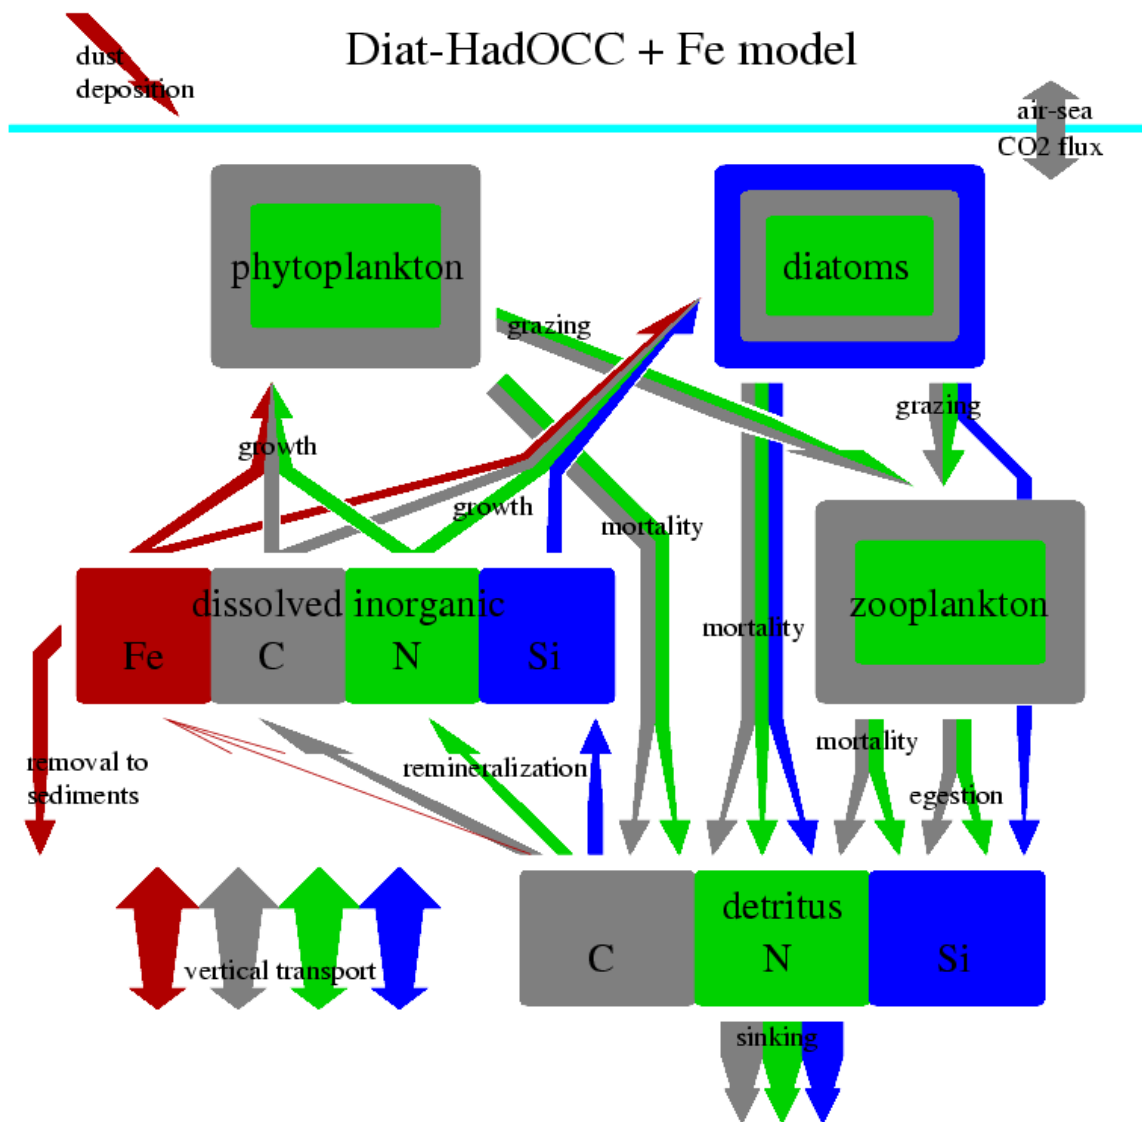 Diat-HadOCC + Fe model
dust
deposition
air-sea
CO2 flux
phytoplankton
diatoms
grazing
grazing
growth
growth
mortality
dissolved inorganic
Fe C N Si
zooplankton
mortality
mortality
removal to
sediments
remineralization
egestion
detritus
C N Si
vertical transport
sinking